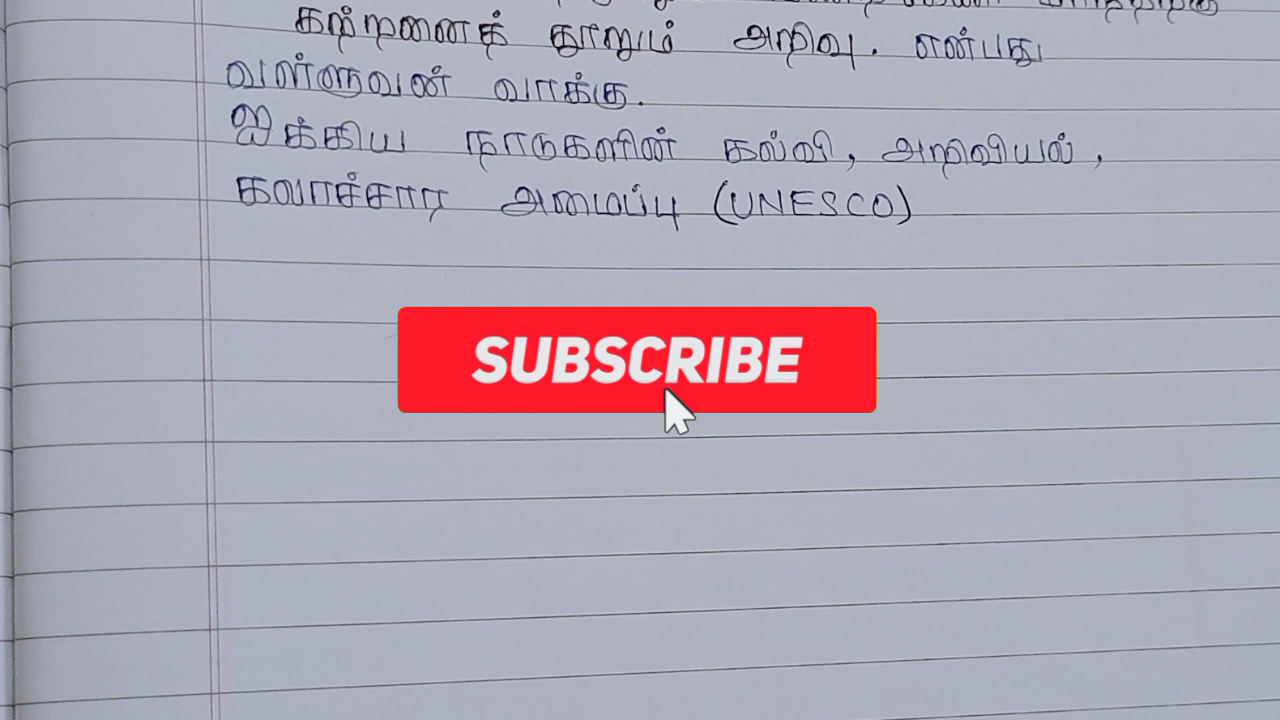 கற்றனைத் தூறும் அறிவு. என்பது
வள்ளுவன் வாக்கு.
ஐக்கிய நாடுகளின் கல்வி, அறிவியல்,
கலாச்சார அமைப்பு (UNESCO)
SUBSCRIBE